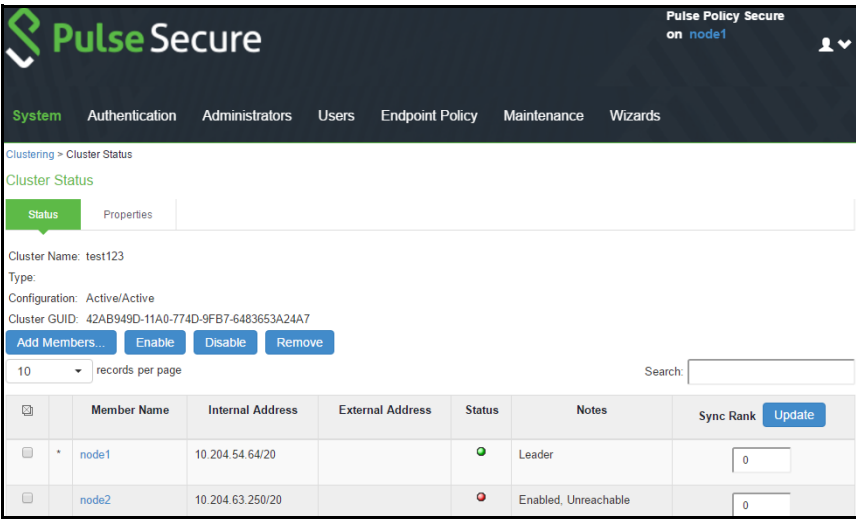 Pulse Secure
Pulse Policy Secure
on node1
System Authentication Administrators Users Endpoint Policy Maintenance Wizards
Clustering > Cluster Status
Cluster Status
Status Properties
Cluster Name: test123
Type:
Configuration: Active/Active
Cluster GUID: 42AB949D-11A0-774D-9FB7-6483653A24A7
Add Members... Enable Disable Remove
10 records per page Search:
Member Name Internal Address External Address Status Notes Sync Rank Update
* node1 10.204.54.64/20 Leader 0
node2 10.204.63.250/20 Enabled, Unreachable 0